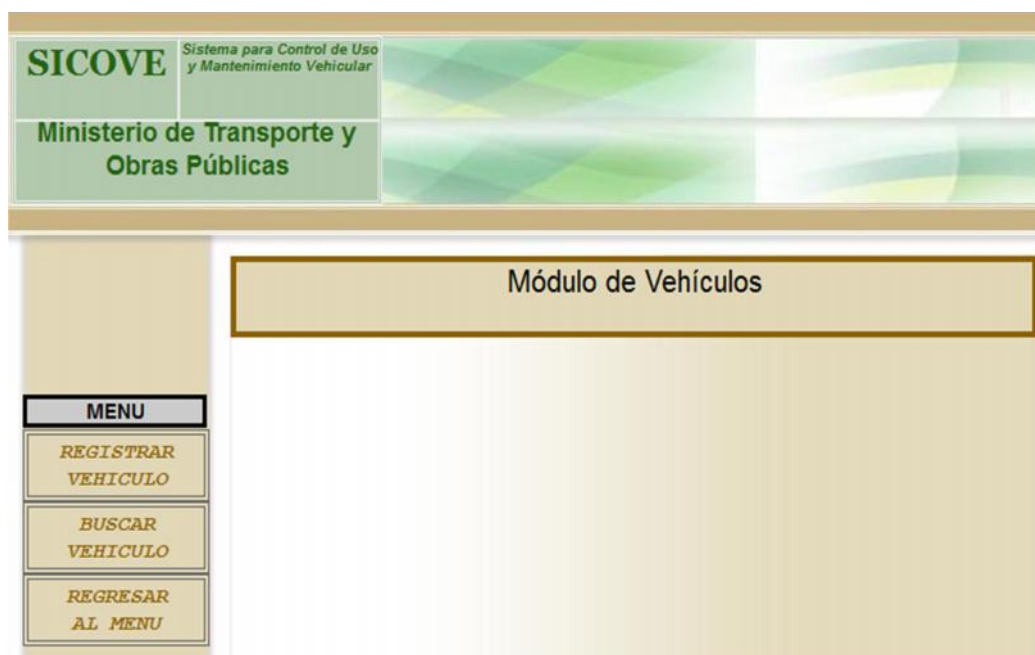 SICOVE
Sistema para Control de Uso
y Mantenimiento Vehicular
Ministerio de Transporte y
Obras Públicas
Módulo de Vehículos
MENU
REGISTRAR
VEHICULO
BUSCAR
VEHICULO
REGRESAR
AL MENU